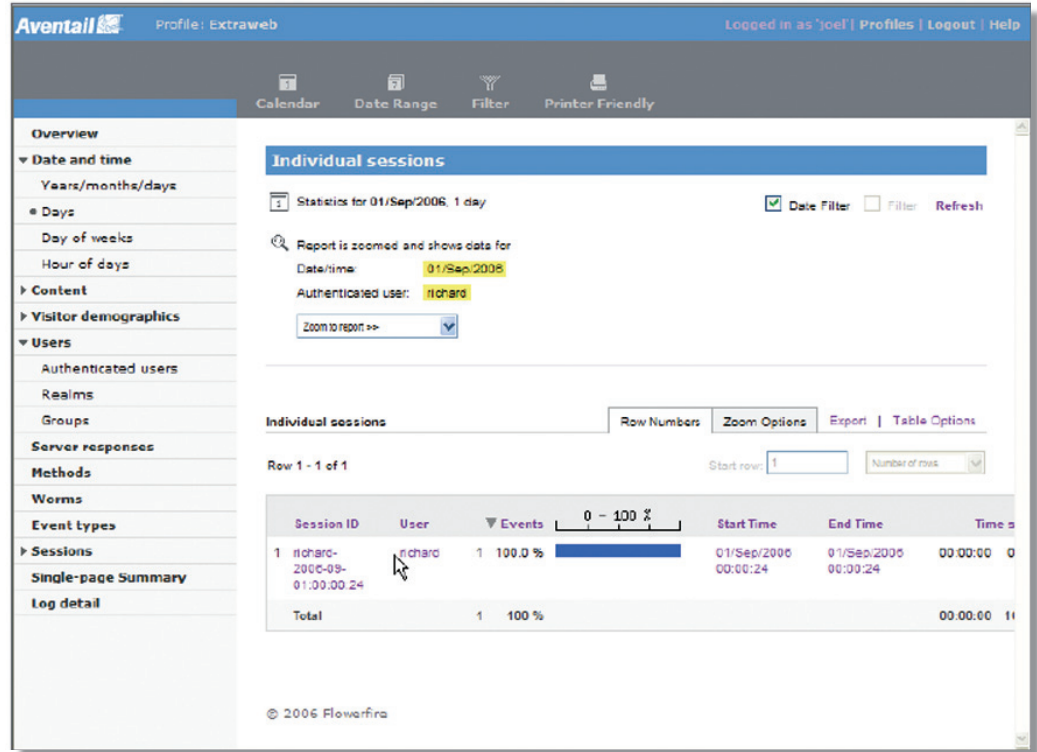 Aventail Profile: Extraweb Logged in as 'joel' | Profiles | Logout | Help
Calendar Date Range Filter Printer Friendly
Overview
Date and time
Years/months/days
Days
Day of weeks
Hour of days
Content
Visitor demographics
Users
Authenticated users
Realms
Groups
Server responses
Methods
Worms
Event types
Sessions
Single-page Summary
Log detail
Individual sessions
Statistics for 01/Sep/2006, 1 day
Date Filter Filter Refresh
Report is zoomed and shows data for
Date/time: 01/Sep/2006
Authenticated user: richard
Zoom to report >>
Individual sessions Row Numbers Zoom Options Export | Table Options
Row 1 - 1 of 1 Start row: 1 Number of rows
Session ID User Events 0 - 100 % Start Time End Time Time s
1 richard- richard 1 100.0 % 01/Sep/2006 01/Sep/2006 00:00:00 0
2006-09- 00:00:24 00:00:24
01:00:00:24
Total 1 100 % 00:00:00
© 2006 Flowerfire